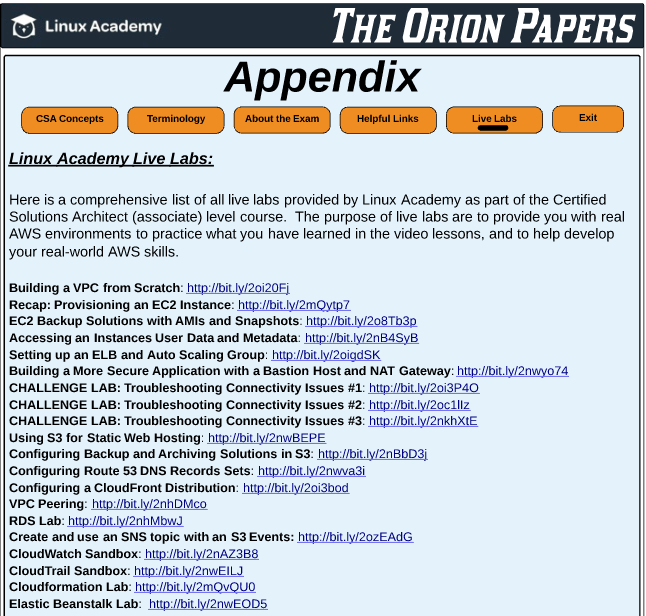 Linux Academy
THE ORION PAPERS
Appendix
CSA Concepts
Terminology
About the Exam
Helpful Links
Live Labs
Exit
Linux Academy Live Labs:
Here is a comprehensive list of all live labs provided by Linux Academy as part of the Certified
Solutions Architect (associate) level course.  The purpose of live labs are to provide you with real
AWS environments to practice what you have learned in the video lessons, and to help develop
your real-world AWS skills.
Building a VPC from Scratch: http://bit.ly/2oi20Fj
Recap: Provisioning an EC2 Instance: http://bit.ly/2mQytp7
EC2 Backup Solutions with AMIs and Snapshots: http://bit.ly/2o8Tb3p
Accessing an Instances User Data and Metadata: http://bit.ly/2nB4SyB
Setting up an ELB and Auto Scaling Group: http://bit.ly/2oigdSK
Building a More Secure Application with a Bastion Host and NAT Gateway: http://bit.ly/2nwyo74
CHALLENGE LAB: Troubleshooting Connectivity Issues #1: http://bit.ly/2oi3P4O
CHALLENGE LAB: Troubleshooting Connectivity Issues #2: http://bit.ly/2oc1lIz
CHALLENGE LAB: Troubleshooting Connectivity Issues #3: http://bit.ly/2nkhXtE
Using S3 for Static Web Hosting: http://bit.ly/2nwBEPE
Configuring Backup and Archiving Solutions in S3: http://bit.ly/2nBbD3j
Configuring Route 53 DNS Records Sets: http://bit.ly/2nwva3i
Configuring a CloudFront Distribution: http://bit.ly/2oi3bod
VPC Peering: http://bit.ly/2nhDMco
RDS Lab: http://bit.ly/2nhMbwJ
Create and use an SNS topic with an S3 Events: http://bit.ly/2ozEAdG
CloudWatch Sandbox: http://bit.ly/2nAZ3B8
CloudTrail Sandbox: http://bit.ly/2nwEILJ
Cloudformation Lab: http://bit.ly/2mQvQU0
Elastic Beanstalk Lab:  http://bit.ly/2nwEOD5